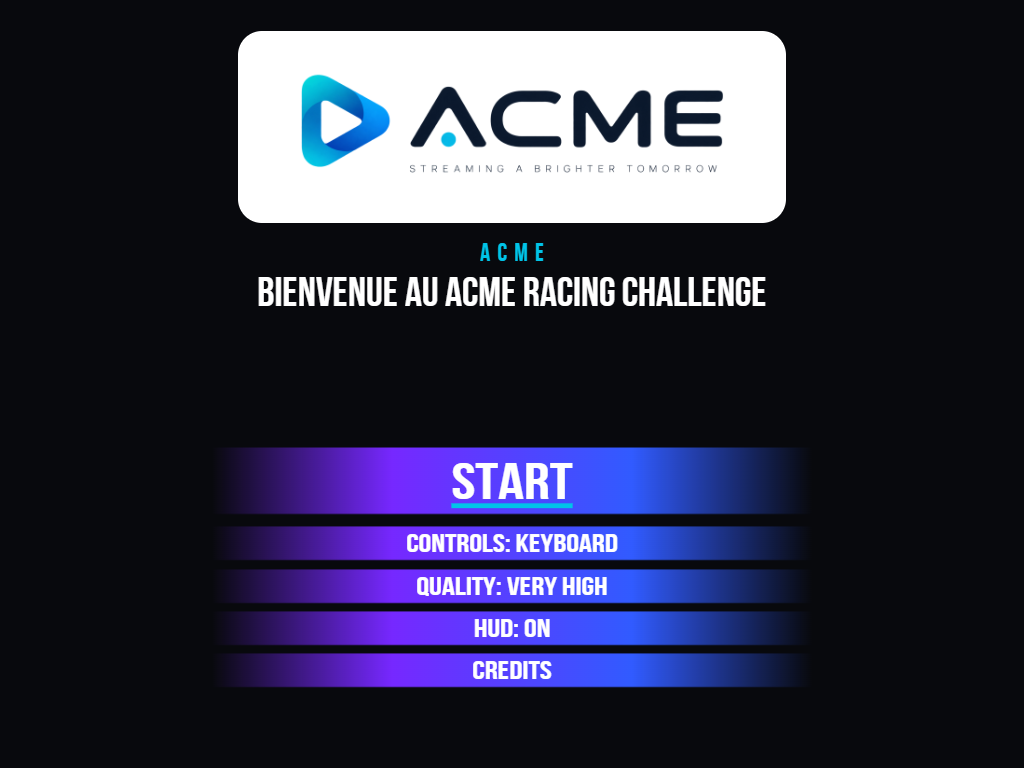 ACME
STREAMING A BRIGHTER TOMORROW
ACME
BIENVENUE AU ACME RACING CHALLENGE
START
CONTROLS: KEYBOARD
QUALITY: VERY HIGH
HUD: ON
CREDITS